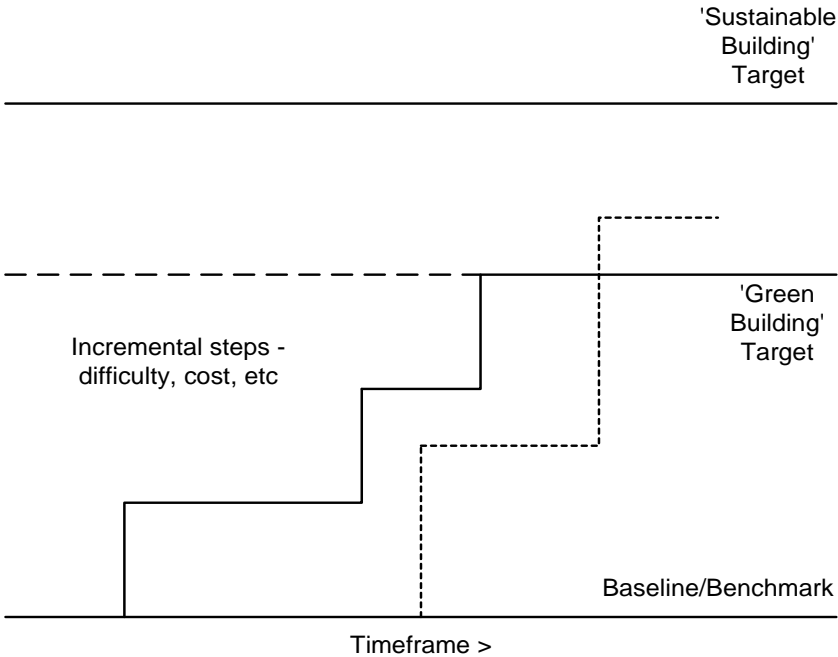 'Sustainable
Building'
Target
'Green
Building'
Target
Incremental steps -
difficulty, cost, etc
Baseline/Benchmark
Timeframe >